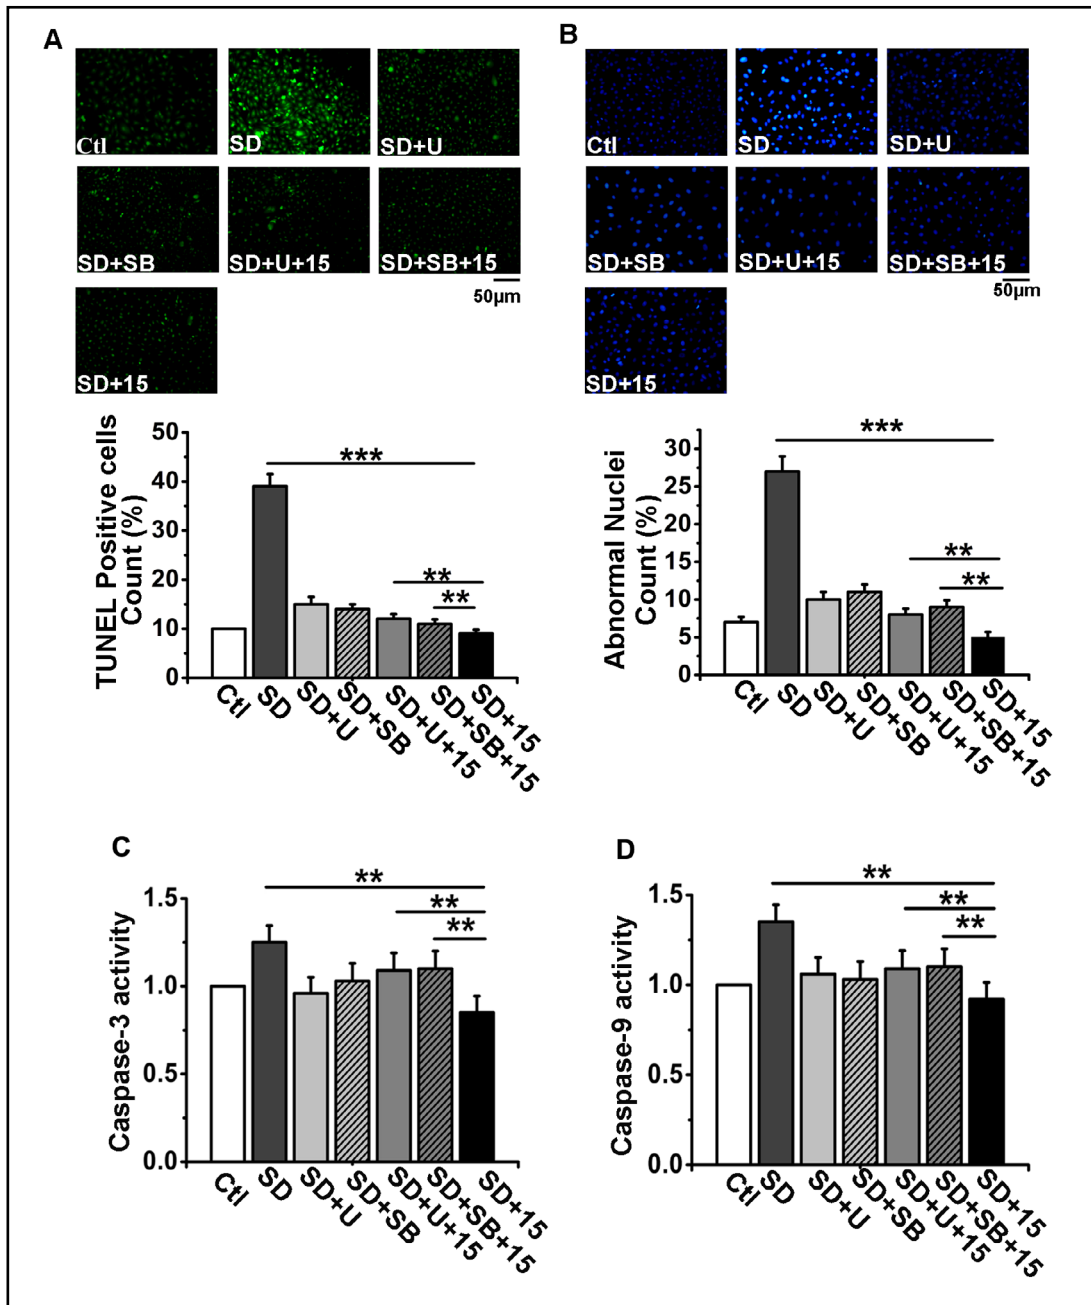 A
Ctl
SD
SD+U
SD+SB
SD+U+15
SD+SB+15
50μm
SD+15
TUNEL Positive cells
Count (%)
50
40
30
20
10
0
***
**
**
Ctl
SD
SD+U
SD+SB
SD+U+15
SD+SB+15
SD+15
B
Ctl
SD
SD+U
SD+SB
SD+U+15
SD+SB+15
50μm
SD+15
Abnormal Nuclei
Count (%)
30
25
20
15
10
5
0
***
**
**
Ctl
SD
SD+U
SD+SB
SD+U+15
SD+SB+15
SD+15
C
Caspase-3 activity
1.5
1.0
0.5
0.0
**
**
**
Ctl
SD
SD+U
SD+SB
SD+U+15
SD+SB+15
SD+15
D
Caspase-9 activity
1.5
1.0
0.5
0.0
**
**
**
Ctl
SD
SD+U
SD+SB
SD+U+15
SD+SB+15
SD+15